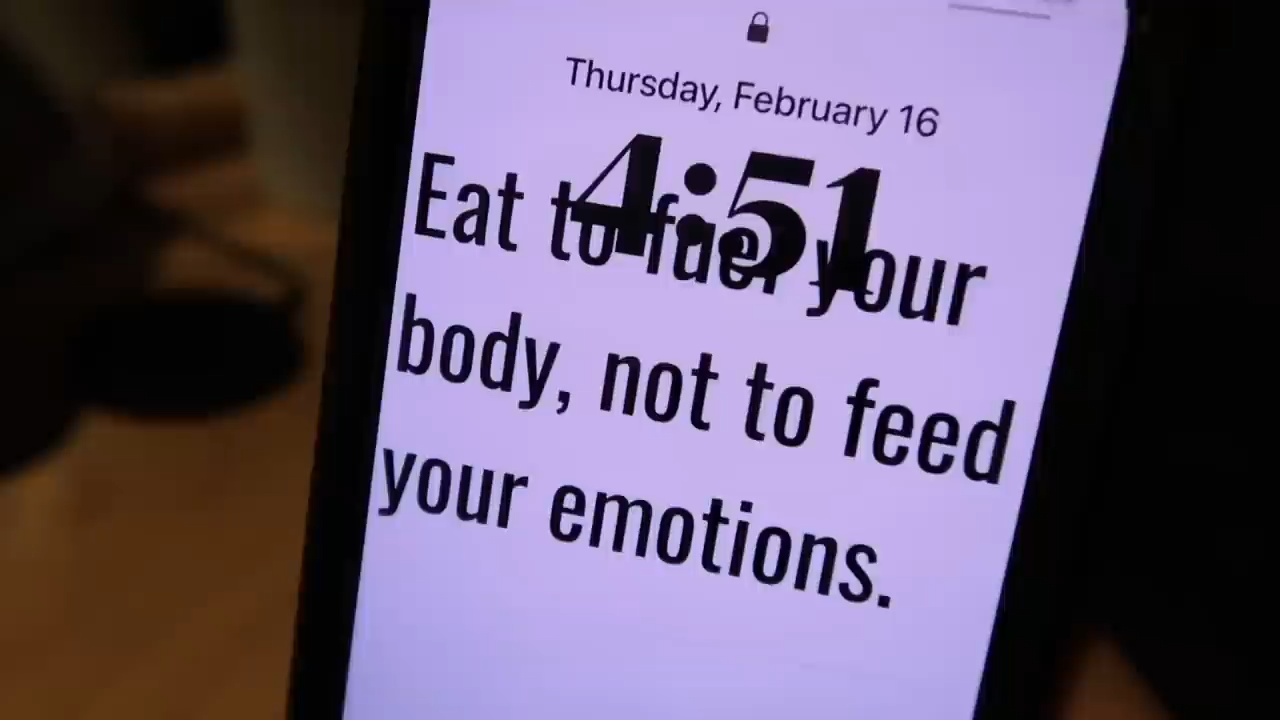 Thursday, February 16
4:51
Eat to fuel your
body, not to feed
your emotions.